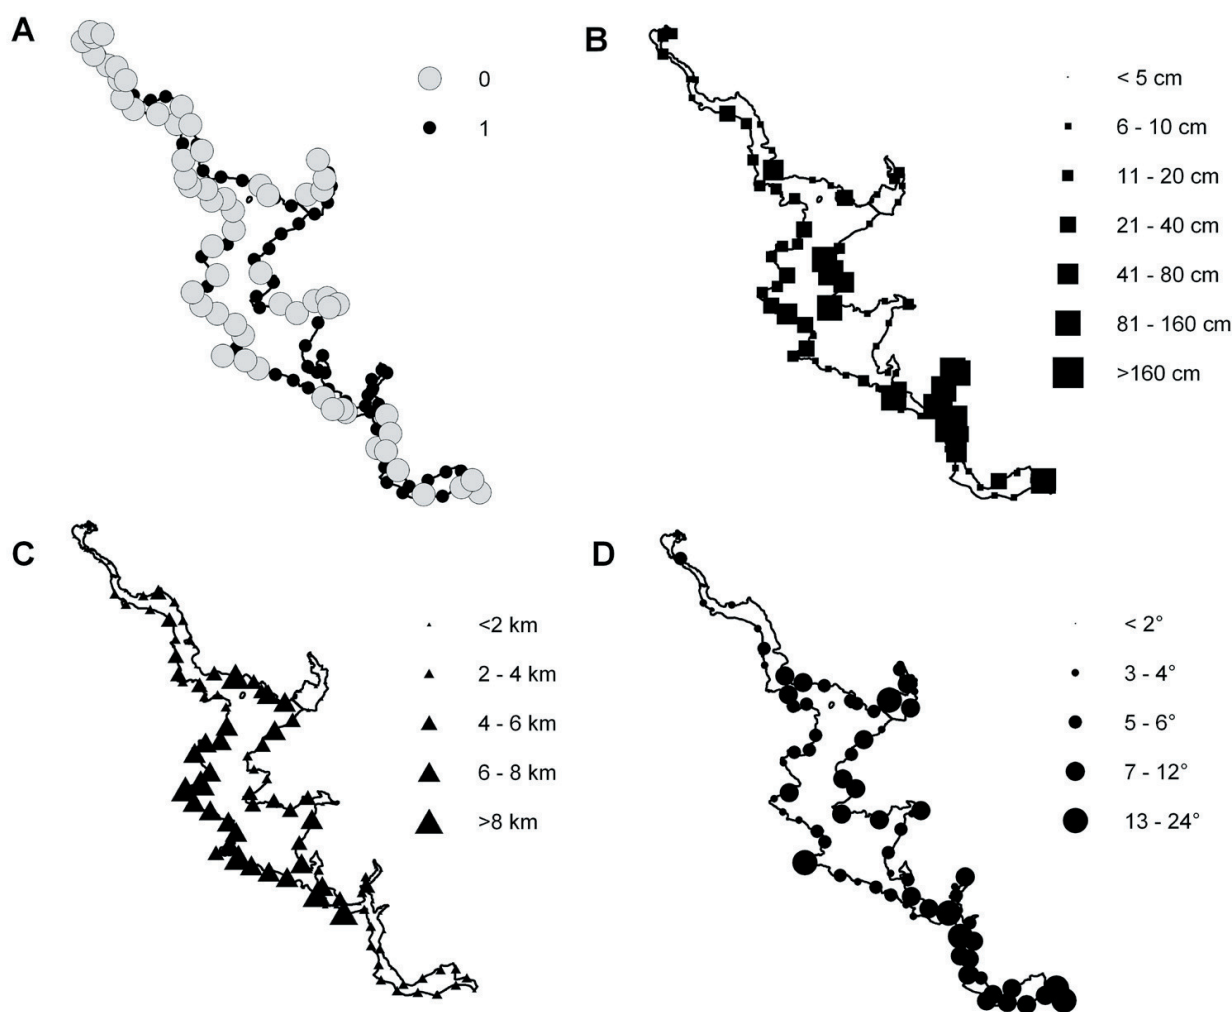 A
0
1
B
< 5 cm
6 - 10 cm
11 - 20 cm
21 - 40 cm
41 - 80 cm
81 - 160 cm
>160 cm
C
<2 km
2 - 4 km
4 - 6 km
6 - 8 km
>8 km
D
< 2°
3 - 4°
5 - 6°
7 - 12°
13 - 24°